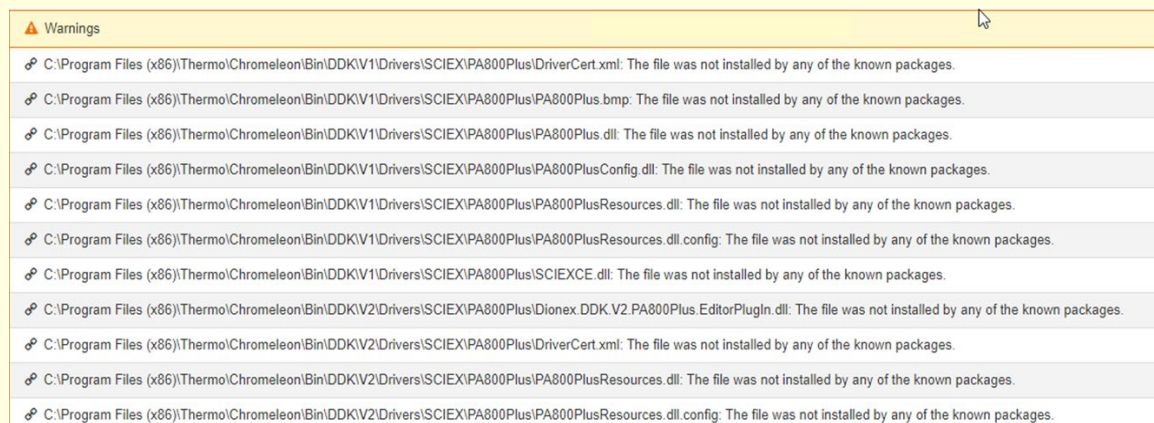 Warnings
C:\Program Files (x86)\Thermo\Chromeleon\Bin\DDK\V1\Drivers\SCIEX\PA800Plus\DriverCert.xml: The file was not installed by any of the known packages.
C:\Program Files (x86)\Thermo\Chromeleon\Bin\DDK\V1\Drivers\SCIEX\PA800Plus\PA800Plus.bmp: The file was not installed by any of the known packages.
C:\Program Files (x86)\Thermo\Chromeleon\Bin\DDK\V1\Drivers\SCIEX\PA800Plus\PA800Plus.dll: The file was not installed by any of the known packages.
C:\Program Files (x86)\Thermo\Chromeleon\Bin\DDK\V1\Drivers\SCIEX\PA800Plus\PA800PlusConfig.dll: The file was not installed by any of the known packages.
C:\Program Files (x86)\Thermo\Chromeleon\Bin\DDK\V1\Drivers\SCIEX\PA800Plus\PA800PlusResources.dll: The file was not installed by any of the known packages.
C:\Program Files (x86)\Thermo\Chromeleon\Bin\DDK\V1\Drivers\SCIEX\PA800Plus\PA800PlusResources.dll.config: The file was not installed by any of the known packages.
C:\Program Files (x86)\Thermo\Chromeleon\Bin\DDK\V1\Drivers\SCIEX\PA800Plus\SCIEXCE.dll: The file was not installed by any of the known packages.
C:\Program Files (x86)\Thermo\Chromeleon\Bin\DDK\V2\Drivers\SCIEX\PA800Plus\Dionex.DDK.V2.PA800Plus.EditorPlugIn.dll: The file was not installed by any of the known packages.
C:\Program Files (x86)\Thermo\Chromeleon\Bin\DDK\V2\Drivers\SCIEX\PA800Plus\DriverCert.xml: The file was not installed by any of the known packages.
C:\Program Files (x86)\Thermo\Chromeleon\Bin\DDK\V2\Drivers\SCIEX\PA800Plus\PA800PlusResources.dll: The file was not installed by any of the known packages.
C:\Program Files (x86)\Thermo\Chromeleon\Bin\DDK\V2\Drivers\SCIEX\PA800Plus\PA800PlusResources.dll.config: The file was not installed by any of the known packages.